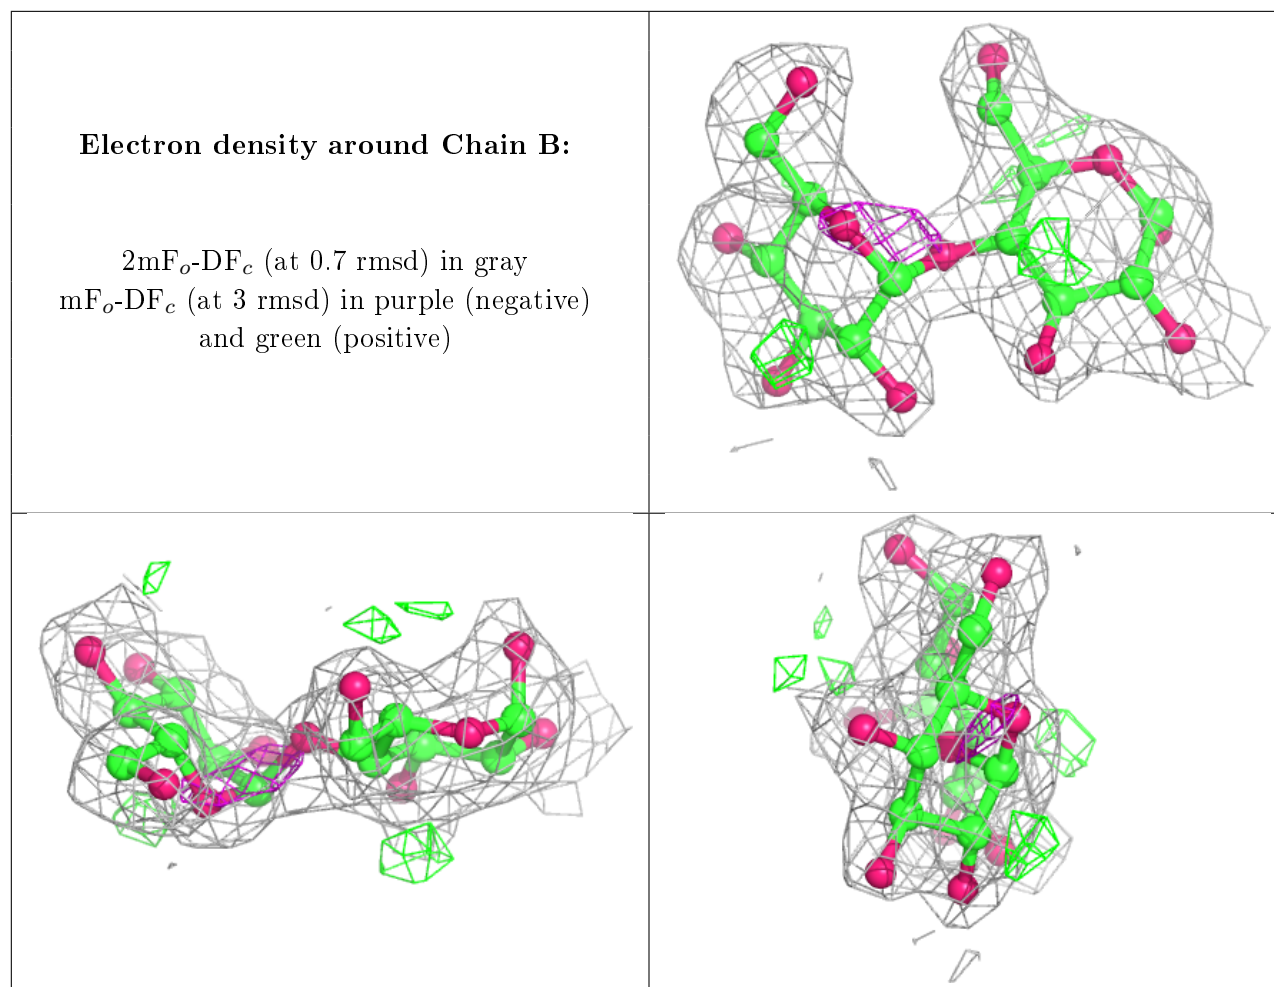 Electron density around Chain B:
2mFₒ-DF𝒸 (at 0.7 rmsd) in gray
mFₒ-DF𝒸 (at 3 rmsd) in purple (negative)
and green (positive)